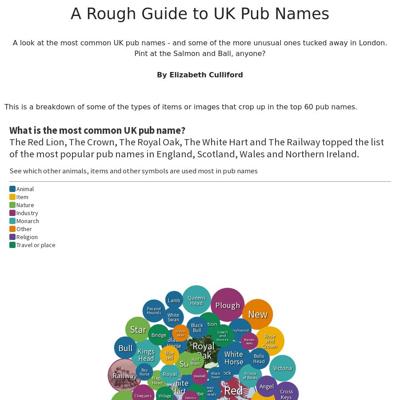 A Rough Guide to UK Pub Names
A look at the most common UK pub names - and some of the more unusual ones tucked away in London.
Pint at the Salmon and Ball, anyone?
By Elizabeth Culliford
This is a breakdown of some of the types of items or images that crop up in the top 60 pub names.
What is the most common UK pub name?
The Red Lion, The Crown, The Royal Oak, The White Hart and The Railway topped the list
of the most popular pub names in England, Scotland, Wales and Northern Ireland.
See which other animals, items and other symbols are used most in pub names
Animal
Item
Nature
Industry
Monarch
Other
Religion
Travel or place
Lamb
Queens
Head
Plough
White
Swan
New
Star
Bridge
Black
Bull
Bull
Kings
Head
Royal
Oak
White
Horse
Bulls
Head
Victoria
Railway
Royal
Red
Angel
Cross
Keys
Village